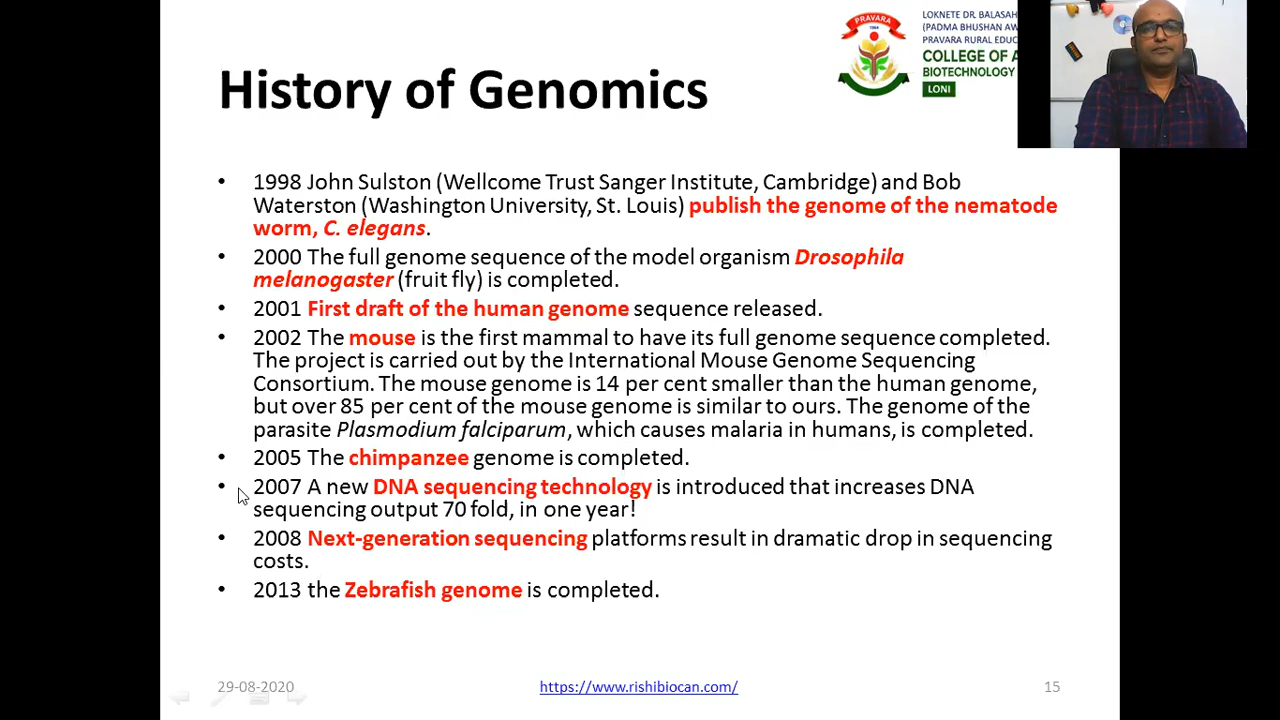 PRAVARA
LOKNETE DR. BALASAH
(PADMA BHUSHAN AW
PRAVARA RURAL EDUC
COLLEGE OF A
BIOTECHNOLOGY
LONI
History of Genomics
• 1998 John Sulston (Wellcome Trust Sanger Institute, Cambridge) and Bob
Waterston (Washington University, St. Louis) publish the genome of the nematode
worm, C. elegans.
• 2000 The full genome sequence of the model organism Drosophila
melanogaster (fruit fly) is completed.
• 2001 First draft of the human genome sequence released.
• 2002 The mouse is the first mammal to have its full genome sequence completed.
The project is carried out by the International Mouse Genome Sequencing
Consortium. The mouse genome is 14 per cent smaller than the human genome,
but over 85 per cent of the mouse genome is similar to ours. The genome of the
parasite Plasmodium falciparum, which causes malaria in humans, is completed.
• 2005 The chimpanzee genome is completed.
• 2007 A new DNA sequencing technology is introduced that increases DNA
sequencing output 70 fold, in one year!
• 2008 Next-generation sequencing platforms result in dramatic drop in sequencing
costs.
• 2013 the Zebrafish genome is completed.
29-08-2020
https://www.rishibiocan.com/
15